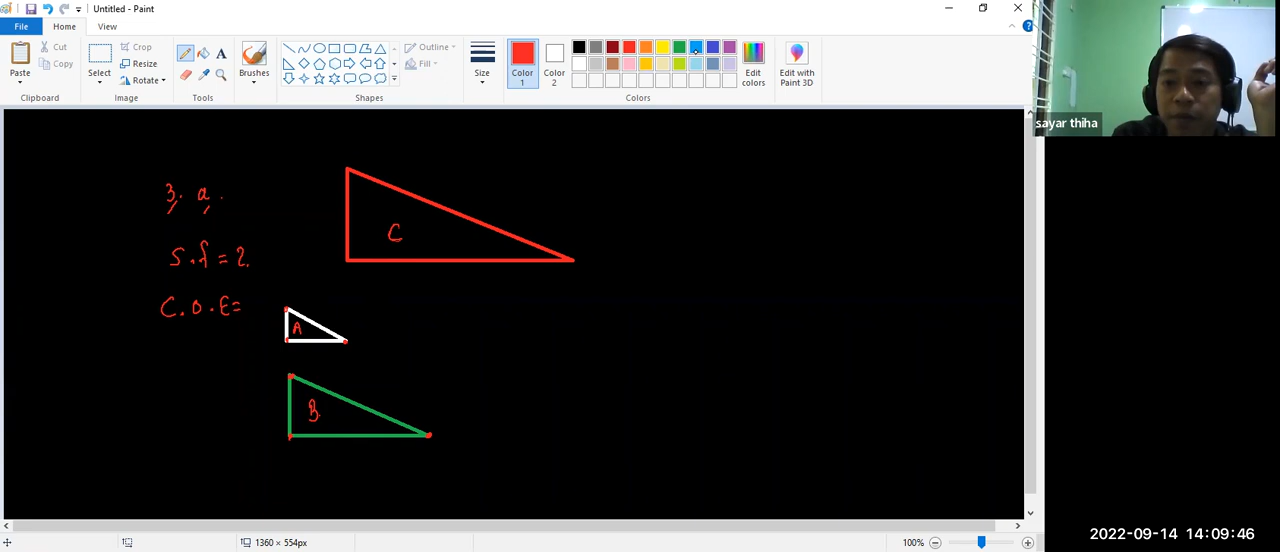 Untitled - Paint
File Home View
Paste
Cut
Copy
Clipboard
Select
Crop
Resize
Rotate
Image
A
Tools
Brushes
Shapes
Outline
Fill
Size
Color 1
Color 2
Edit colors
Colors
Edit with Paint 3D
sayar thiha
3. a.
S.f = 2.
C.O.E=
C
A
B.
1360 × 554px
100%
2022-09-14 14:09:46